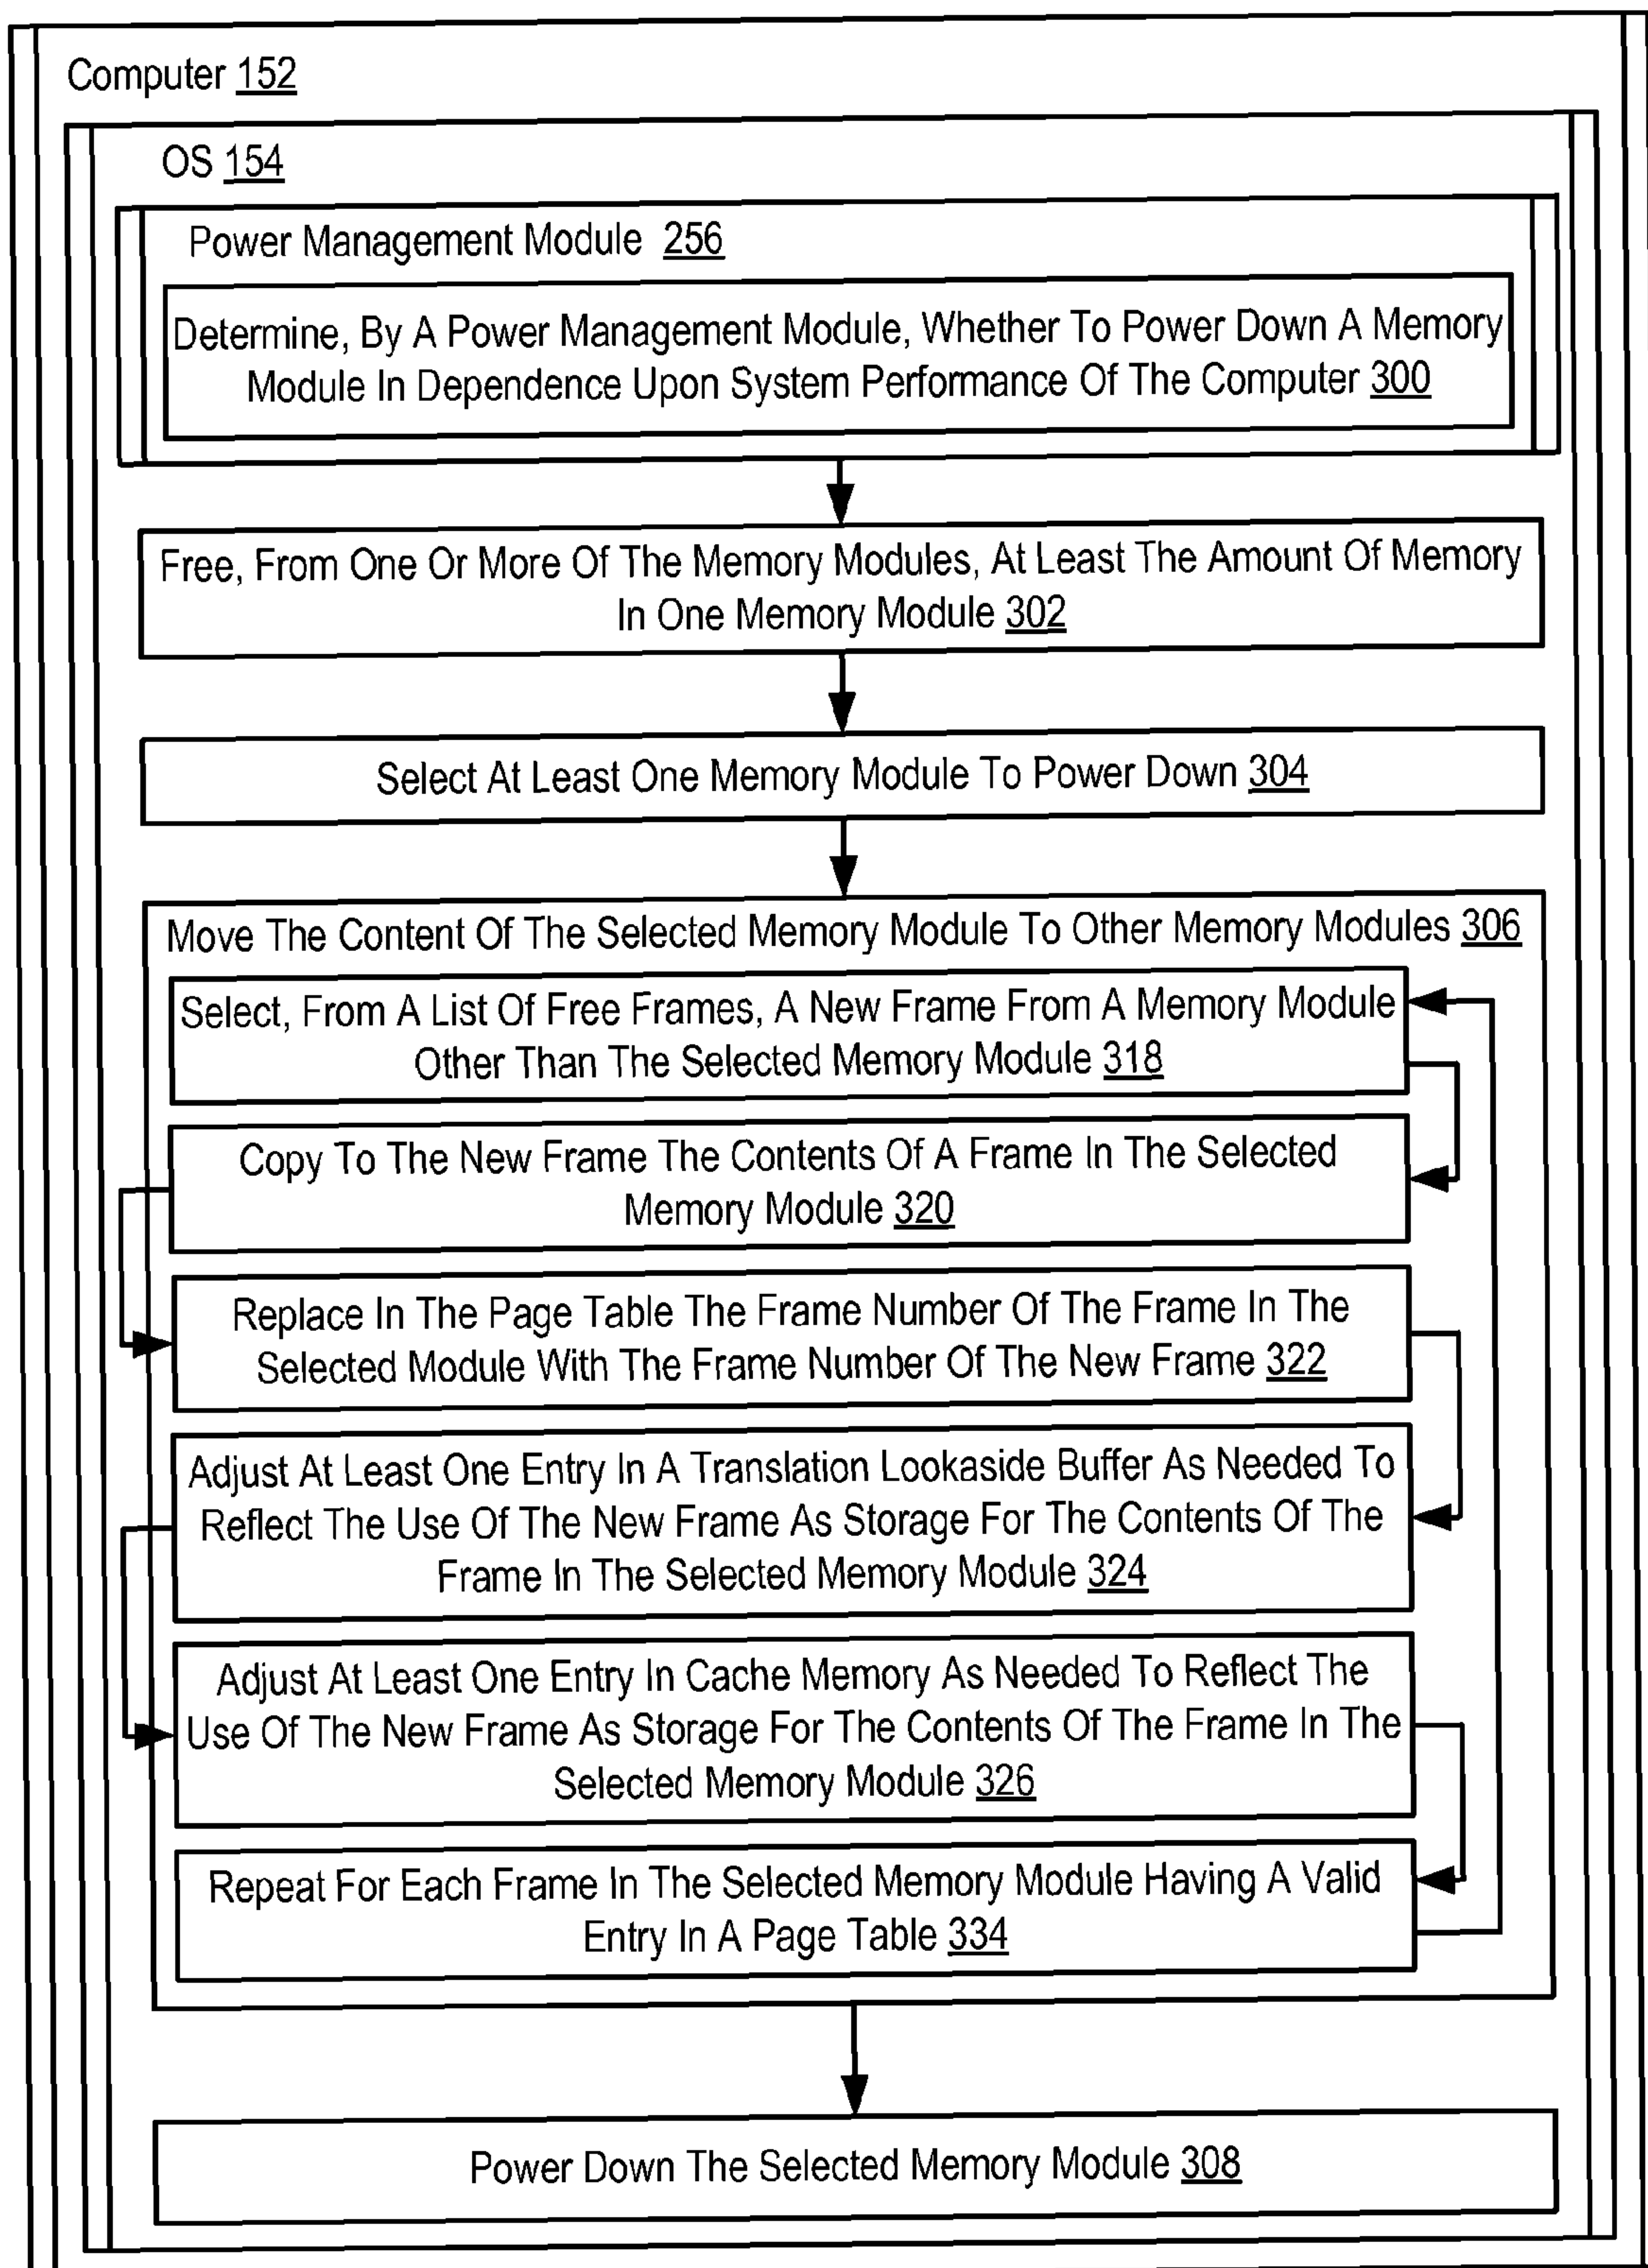 Computer 152
OS 154
Power Management Module 256
Determine, By A Power Management Module, Whether To Power Down A Memory
Module In Dependence Upon System Performance Of The Computer 300
Free, From One Or More Of The Memory Modules, At Least The Amount Of Memory
In One Memory Module 302
Select At Least One Memory Module To Power Down 304
Move The Content Of The Selected Memory Module To Other Memory Modules 306
Select, From A List Of Free Frames, A New Frame From A Memory Module
Other Than The Selected Memory Module 318
Copy To The New Frame The Contents Of A Frame In The Selected
Memory Module 320
Replace In The Page Table The Frame Number Of The Frame In The
Selected Module With The Frame Number Of The New Frame 322
Adjust At Least One Entry In A Translation Lookaside Buffer As Needed To
Reflect The Use Of The New Frame As Storage For The Contents Of The
Frame In The Selected Memory Module 324
Adjust At Least One Entry In Cache Memory As Needed To Reflect The
Use Of The New Frame As Storage For The Contents Of The Frame In The
Selected Memory Module 326
Repeat For Each Frame In The Selected Memory Module Having A Valid
Entry In A Page Table 334
Power Down The Selected Memory Module 308